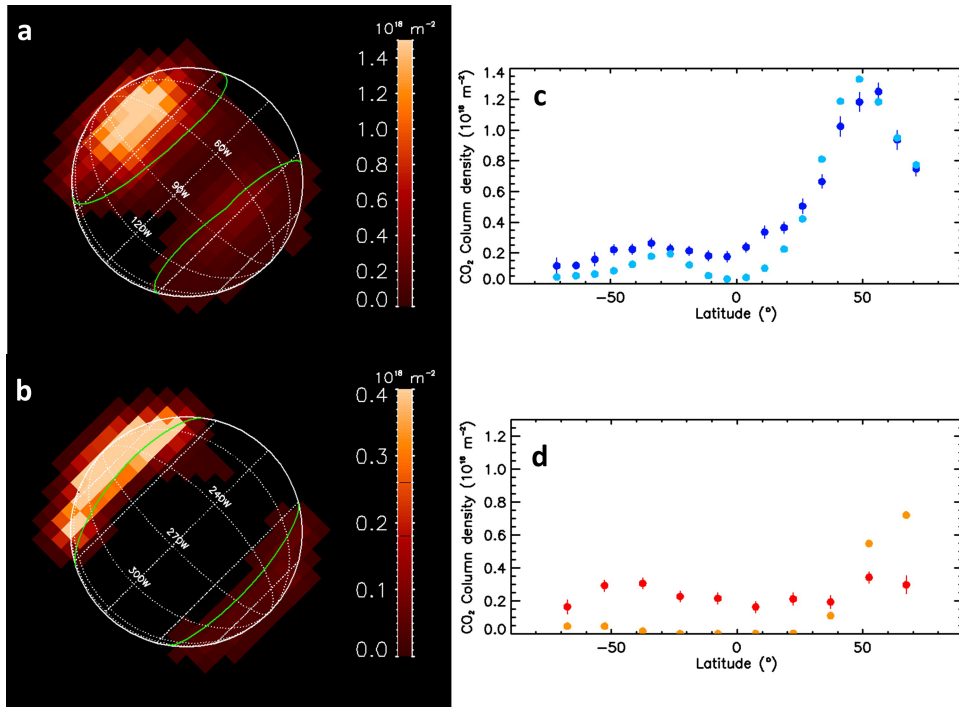 a
10¹⁸ m⁻²
1.4
1.2
1.0
0.8
0.6
0.4
0.2
0.0
60W
90W
120W
b
10¹⁸ m⁻²
0.4
0.3
0.2
0.1
0.0
240W
270W
300W
c
CO₂ Column density (10¹⁸ m⁻²)
1.4
1.2
1.0
0.8
0.6
0.4
0.2
0.0
−50 0 50
Latitude (°)
d
CO₂ Column density (10¹⁸ m⁻²)
1.2
1.0
0.8
0.6
0.4
0.2
0.0
−50 0 50
Latitude (°)